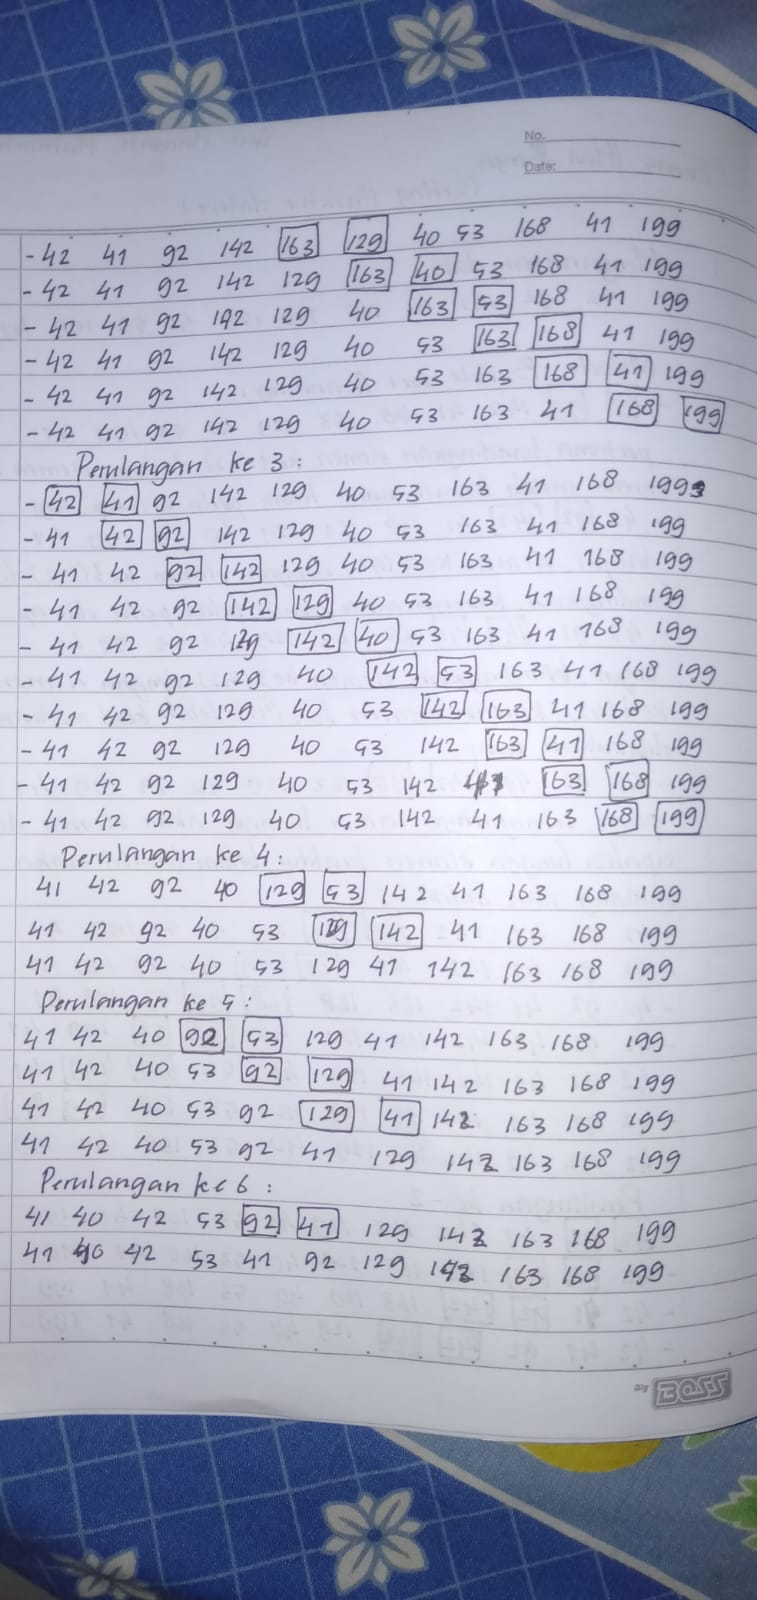 No.
Date:
- 42 41 92 142 163 129 40 53 168 41 199
- 42 41 92 142 129 163 40 53 168 41 199
- 42 41 92 192 129 40 163 53 168 41 199
- 42 41 92 142 129 40 53 163 168 41 199
- 42 41 92 142 129 40 53 163 168 41 199
- 42 41 92 142 129 40 53 163 41 168 199
Perulangan ke 3 :
- 42 41 92 142 129 40 53 163 41 168 199
- 41 42 92 142 129 40 53 163 41 168 199
- 41 42 92 142 129 40 53 163 41 168 199
- 41 42 92 142 129 40 53 163 41 168 199
- 41 42 92 129 142 40 53 163 41 168 199
- 41 42 92 129 40 142 53 163 41 168 199
- 41 42 92 129 40 53 142 163 41 168 199
- 41 42 92 129 40 53 142 163 41 168 199
- 41 42 92 129 40 53 142 41 163 168 199
- 41 42 92 129 40 53 142 41 163 168 199
Perulangan ke 4 :
41 42 92 40 129 53 142 41 163 168 199
41 42 92 40 53 129 142 41 163 168 199
41 42 92 40 53 129 41 142 163 168 199
Perulangan ke 5 :
41 42 40 92 53 129 41 142 163 168 199
41 42 40 53 92 129 41 142 163 168 199
41 42 40 53 92 129 41 142 163 168 199
41 42 40 53 92 41 129 142 163 168 199
Perulangan ke 6 :
41 40 42 53 92 41 129 142 163 168 199
41 40 42 53 41 92 129 142 163 168 199
Big BOSS